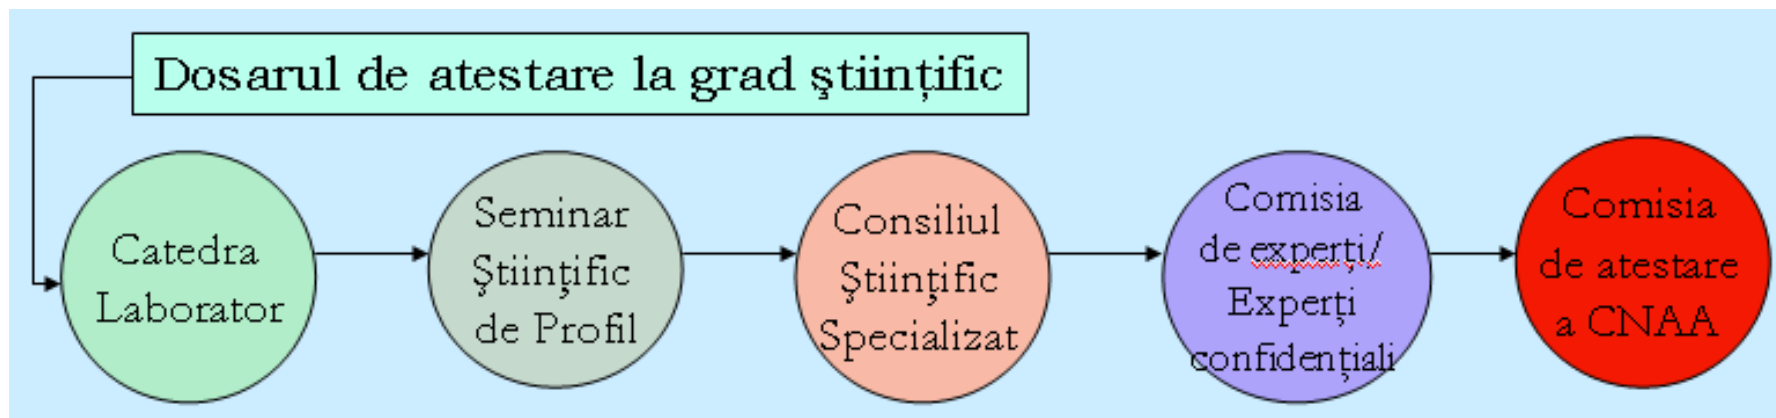 Dosarul de atestare la grad ştiinţific
Catedra
Laborator
Seminar
Ştiinţific
de Profil
Consiliul
Ştiinţific
Specializat
Comisia
de experţi/
Experţi
confidenţiali
Comisia
de atestare
a CNAA